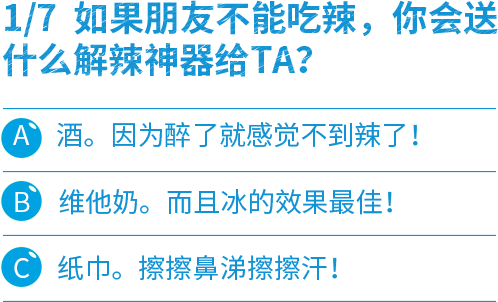 1/7 如果朋友不能吃辣，你会送
什么解辣神器给TA？
A 酒。因为醉了就感觉不到辣了！
B 维他奶。而且冰的效果最佳！
C 纸巾。擦擦鼻涕擦擦汗！